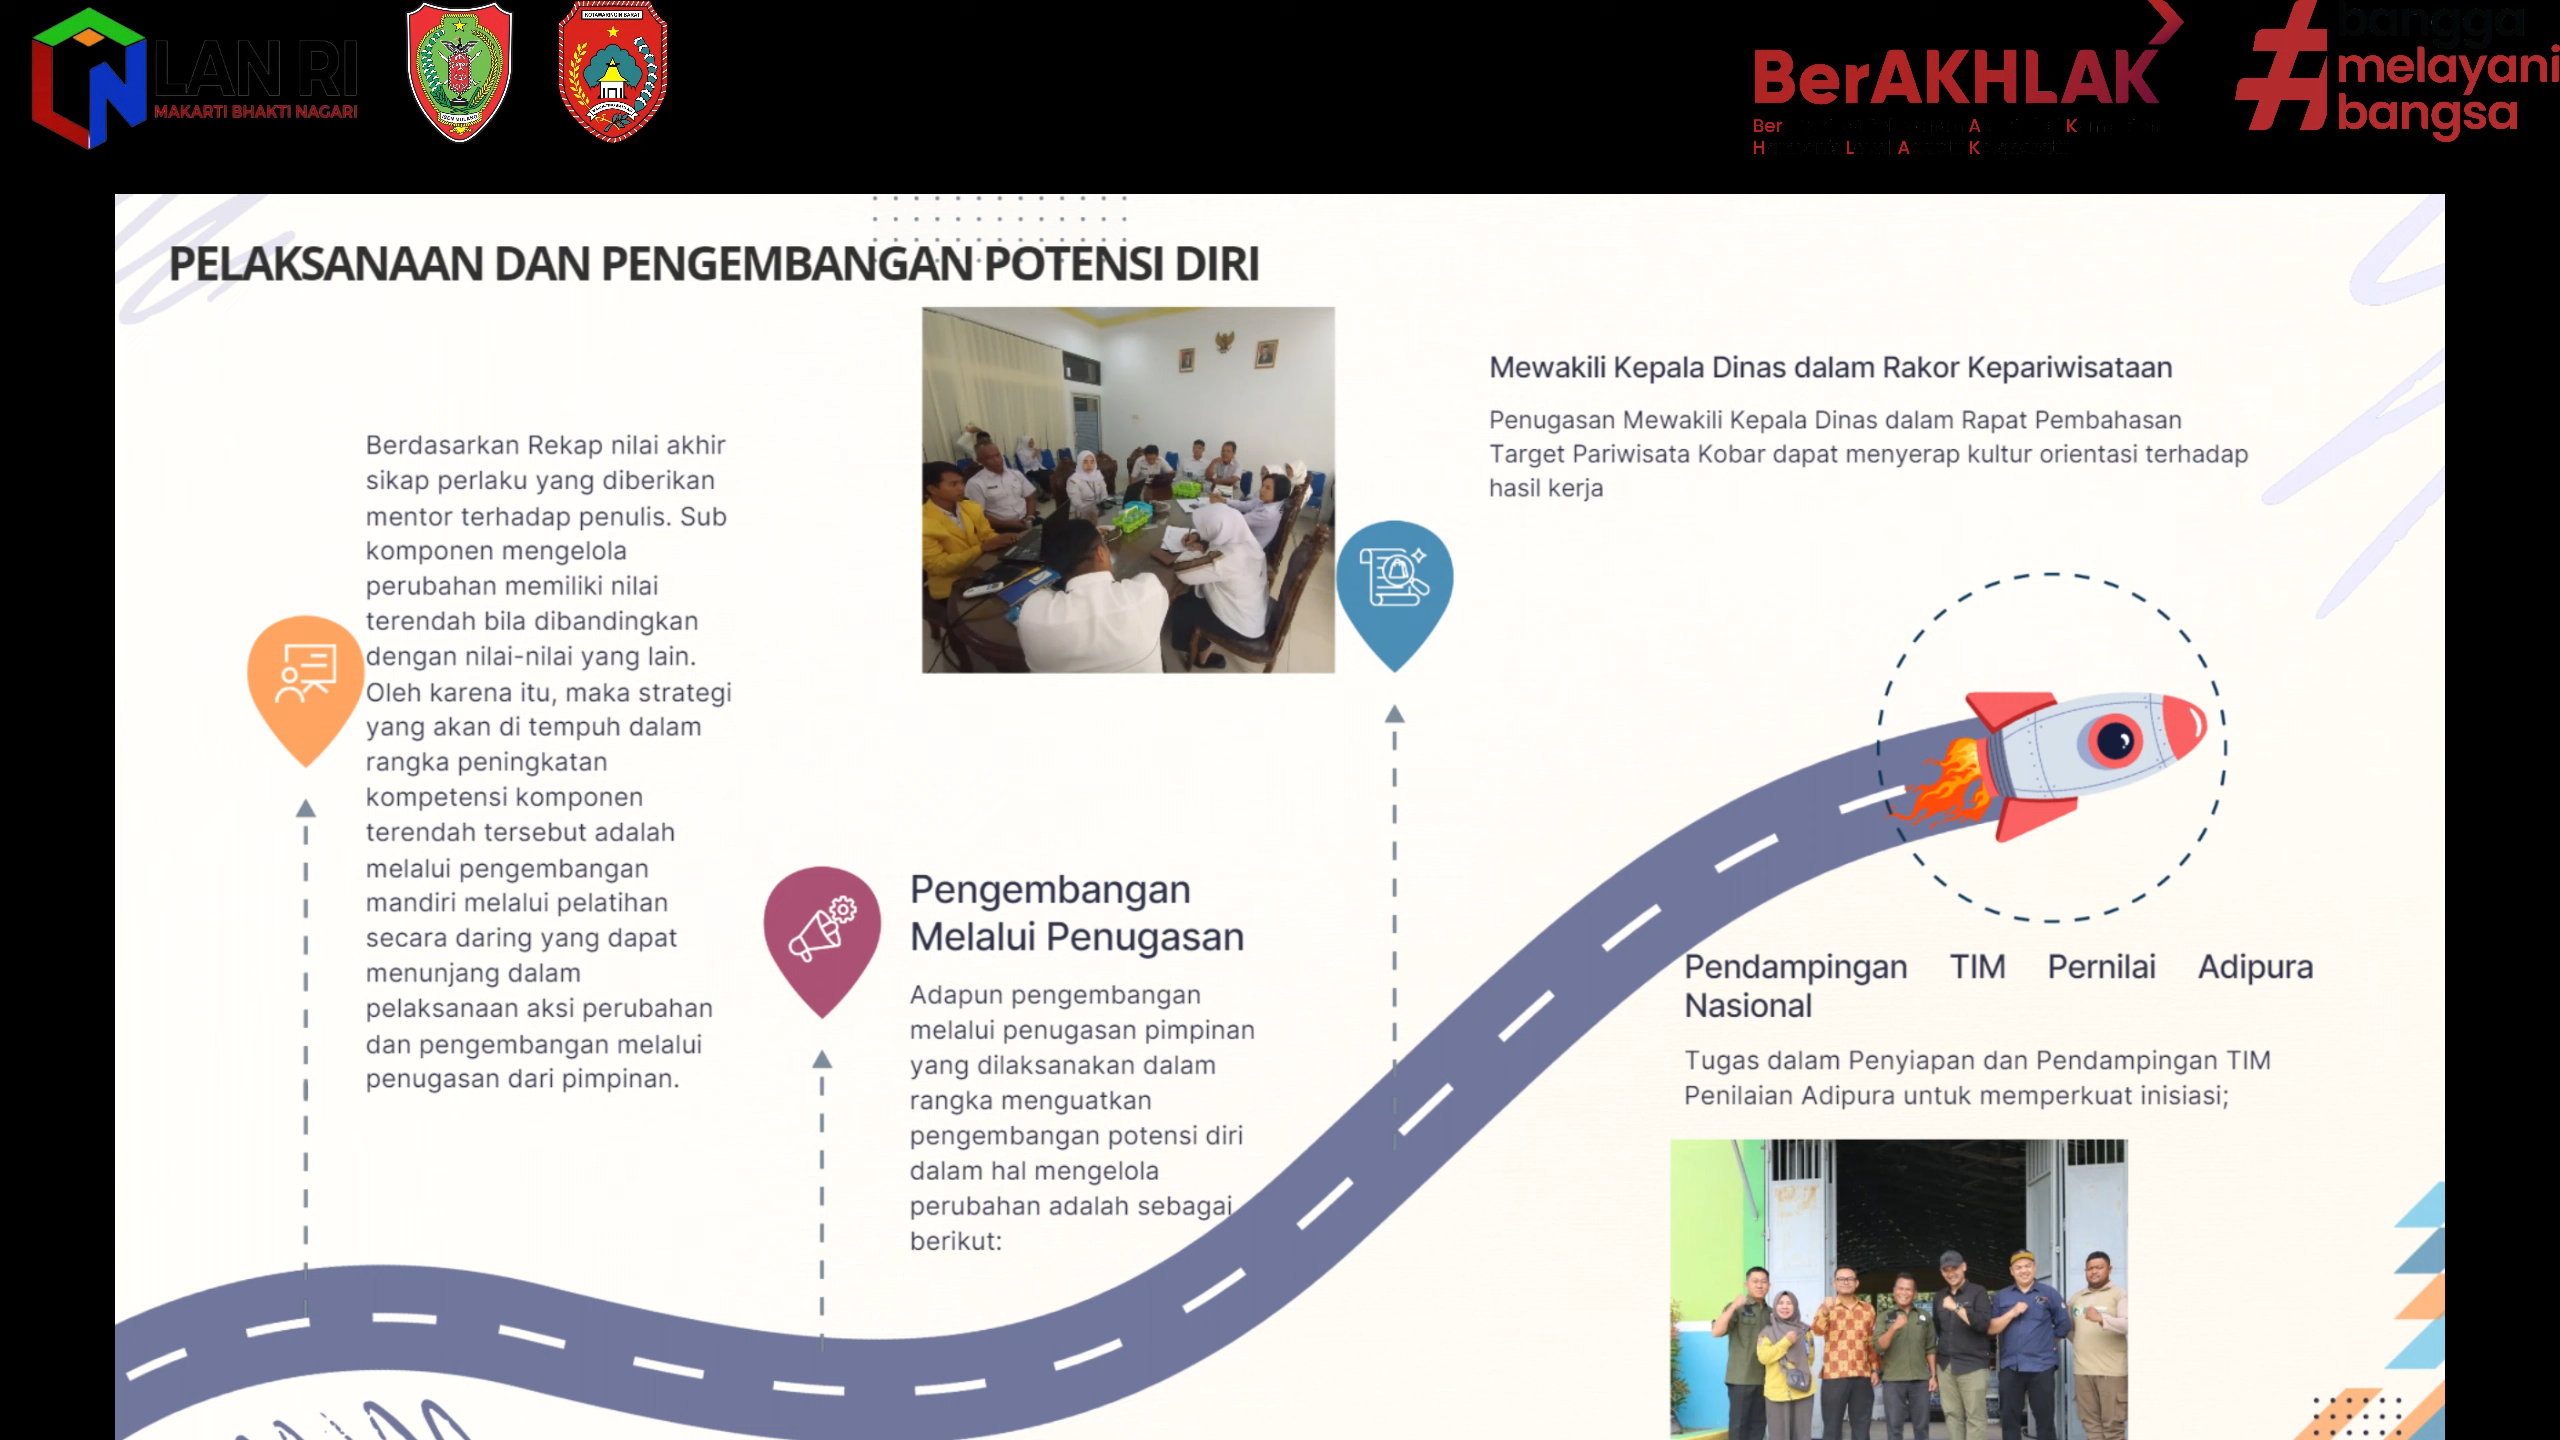 LAN RI
MAKARTI BHAKTI NAGARI
KOTAWARINGIN BARAT
ISEN MULANG
BerAKHLAK
Ber A K
H L A K
#
bangga
melayani
bangsa
PELAKSANAAN DAN PENGEMBANGAN POTENSI DIRI
Berdasarkan Rekap nilai akhir
sikap perlaku yang diberikan
mentor terhadap penulis. Sub
komponen mengelola
perubahan memiliki nilai
terendah bila dibandingkan
dengan nilai-nilai yang lain.
Oleh karena itu, maka strategi
yang akan di tempuh dalam
rangka peningkatan
kompetensi komponen
terendah tersebut adalah
melalui pengembangan
mandiri melalui pelatihan
secara daring yang dapat
menunjang dalam
pelaksanaan aksi perubahan
dan pengembangan melalui
penugasan dari pimpinan.
Pengembangan
Melalui Penugasan
Adapun pengembangan
melalui penugasan pimpinan
yang dilaksanakan dalam
rangka menguatkan
pengembangan potensi diri
dalam hal mengelola
perubahan adalah sebagai
berikut:
Mewakili Kepala Dinas dalam Rakor Kepariwisataan
Penugasan Mewakili Kepala Dinas dalam Rapat Pembahasan
Target Pariwisata Kobar dapat menyerap kultur orientasi terhadap
hasil kerja
Pendampingan TIM Pernilai Adipura
Nasional
Tugas dalam Penyiapan dan Pendampingan TIM
Penilaian Adipura untuk memperkuat inisiasi;